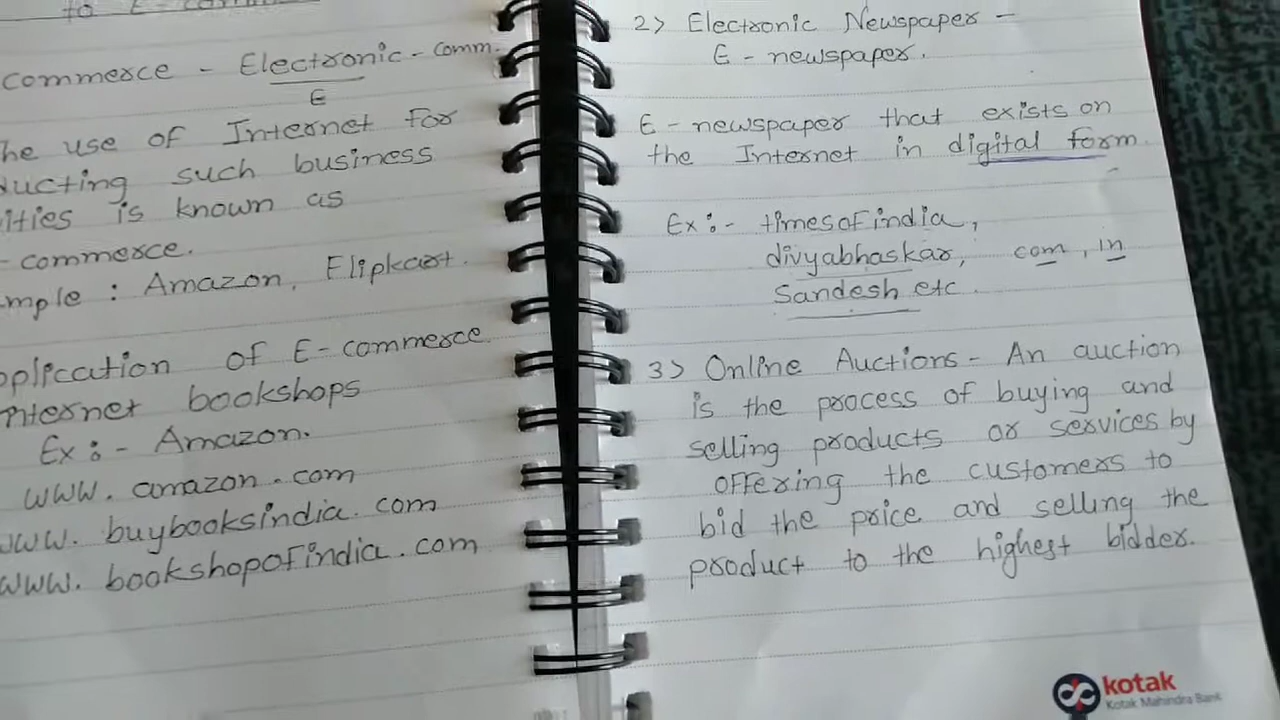 to E-comm
commerce - Electronic-comm.
E
he use of Internet for
ducting such business
ities is known as
- commerce.
mple : Amazon, Flipkart.
pplication of E-commerce.
nternet bookshops
Ex :- Amazon.
www. amazon.com
www. buybooksindia.com
www. bookshopofindia.com
2> Electronic Newspaper -
E - newspaper.
E - newspaper that exists on
the Internet in digital form.
Ex :- timesofindia,
divyabhaskar, com, in
Sandesh etc.
3> Online Auctions - An auction
is the process of buying and
selling products or services by
offering the customers to
bid the price and selling the
product to the highest bidder.
kotak
Kotak Mahindra Bank